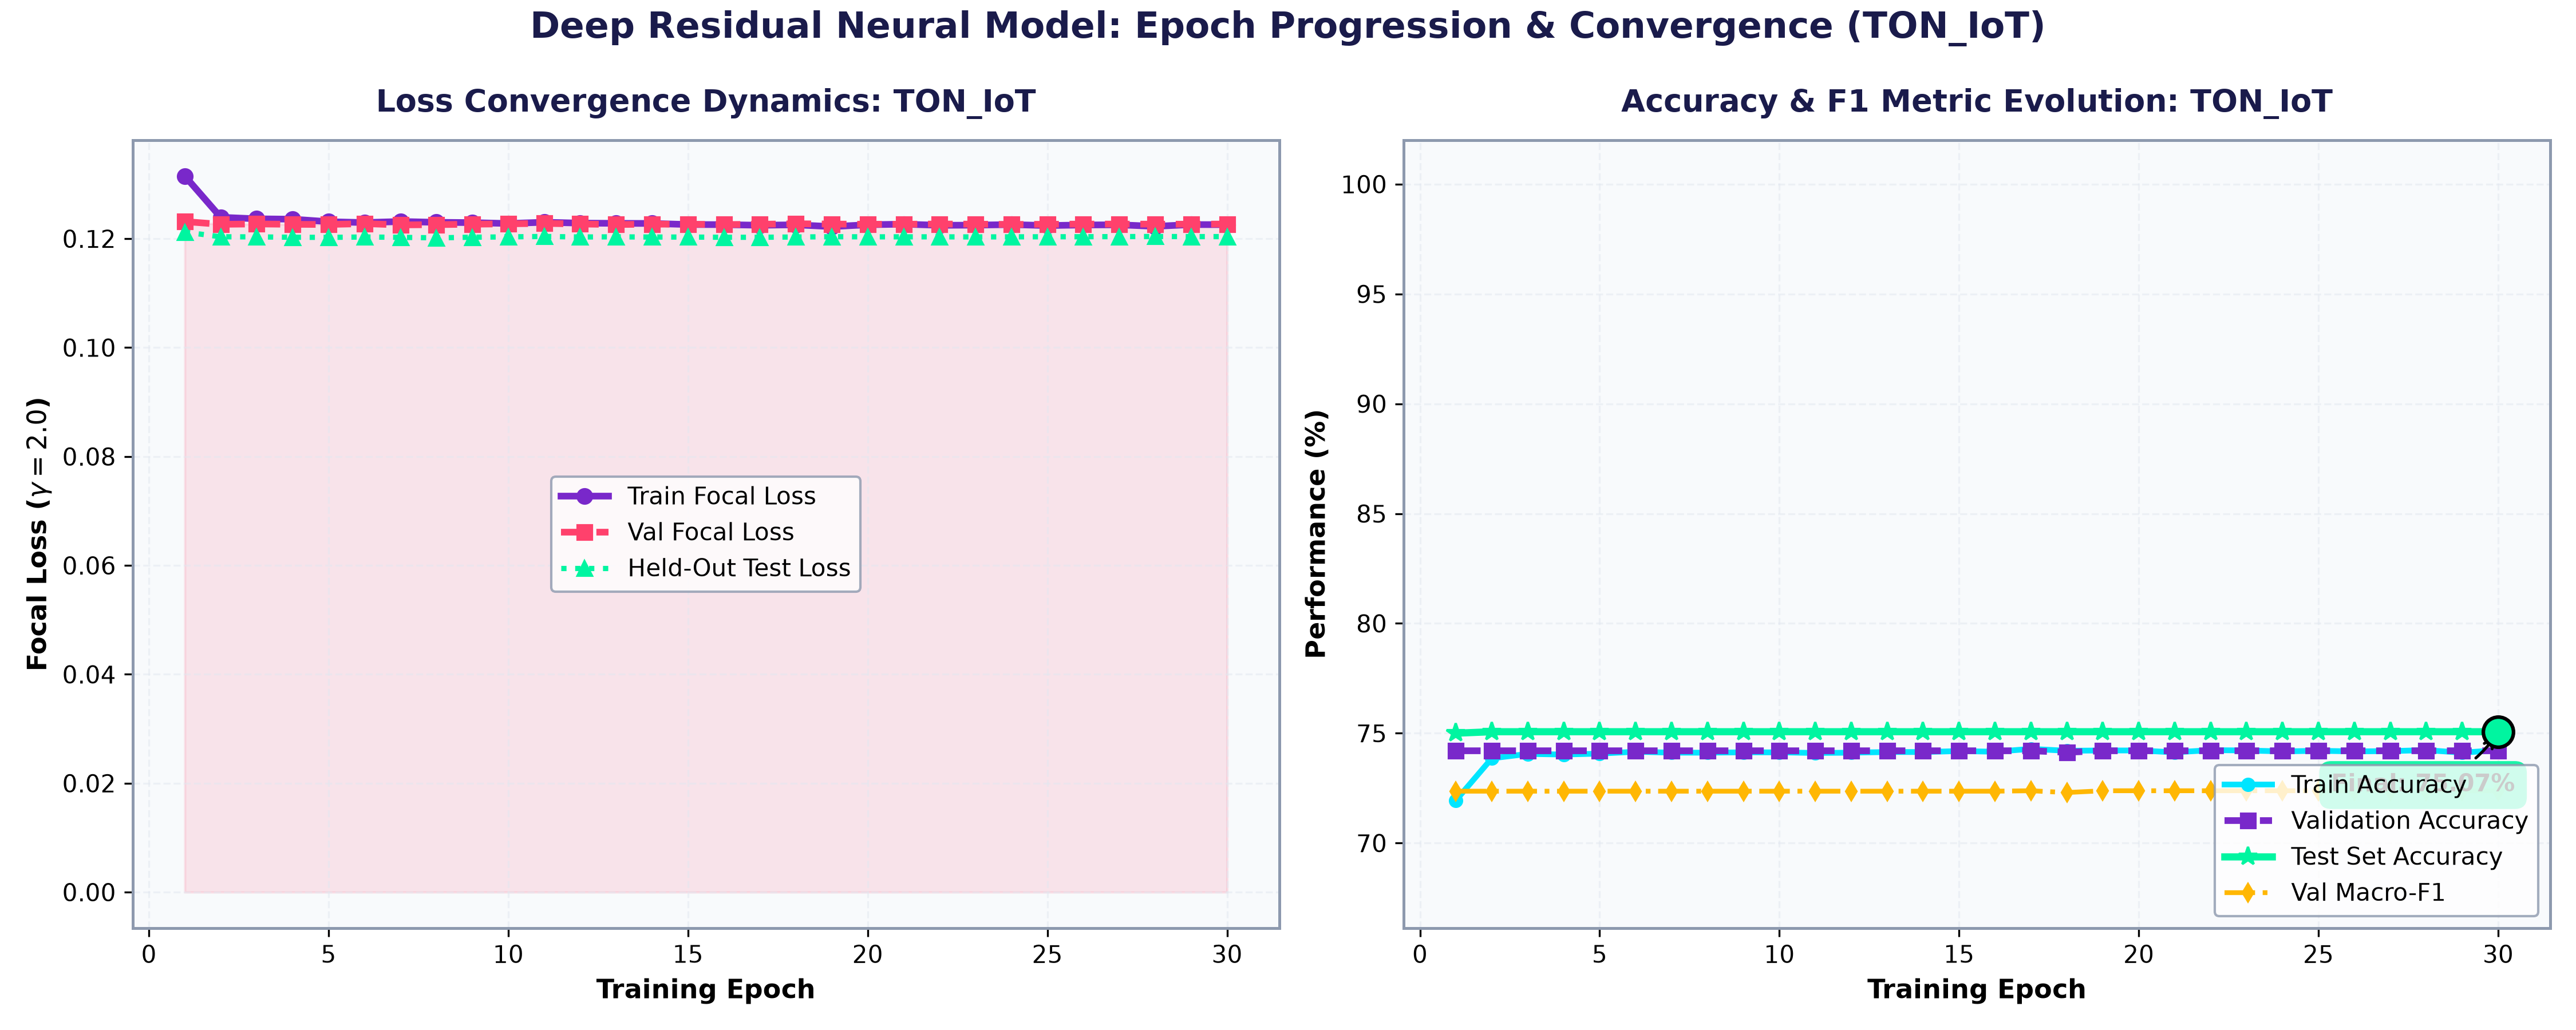 Deep Residual Neural Model: Epoch Progression & Convergence (TON_IoT)
Loss Convergence Dynamics: TON_IoT
Focal Loss (γ = 2.0)
0.12
0.10
0.08
0.06
0.04
0.02
0.00
Train Focal Loss
Val Focal Loss
Held-Out Test Loss
0 5 10 15 20 25 30
Training Epoch
Accuracy & F1 Metric Evolution: TON_IoT
Performance (%)
100
95
90
85
80
75
70
Final: 75.07%
Train Accuracy
Validation Accuracy
Test Set Accuracy
Val Macro-F1
0 5 10 15 20 25 30
Training Epoch